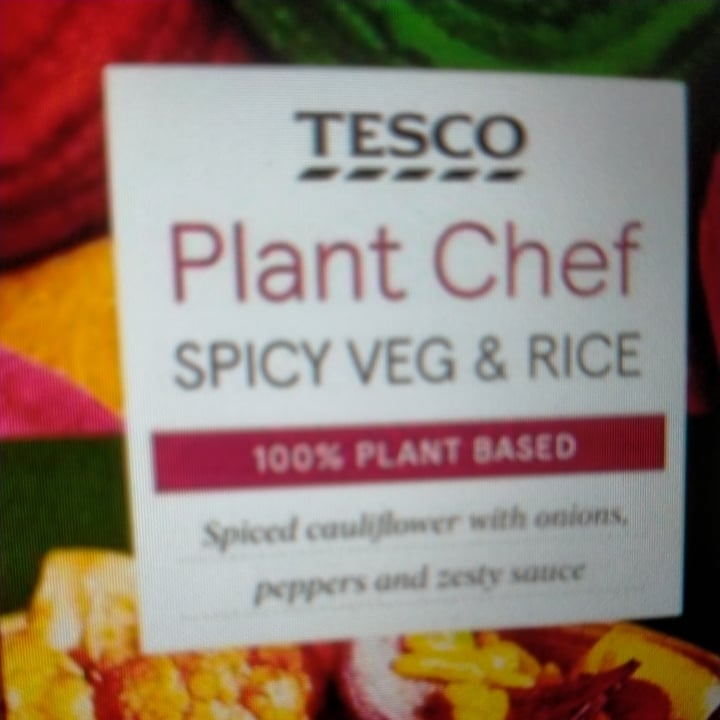 TESCO
Plant Chef
SPICY VEG & RICE
100% PLANT BASED
Spiced cauliflower with onions,
peppers and zesty sauce